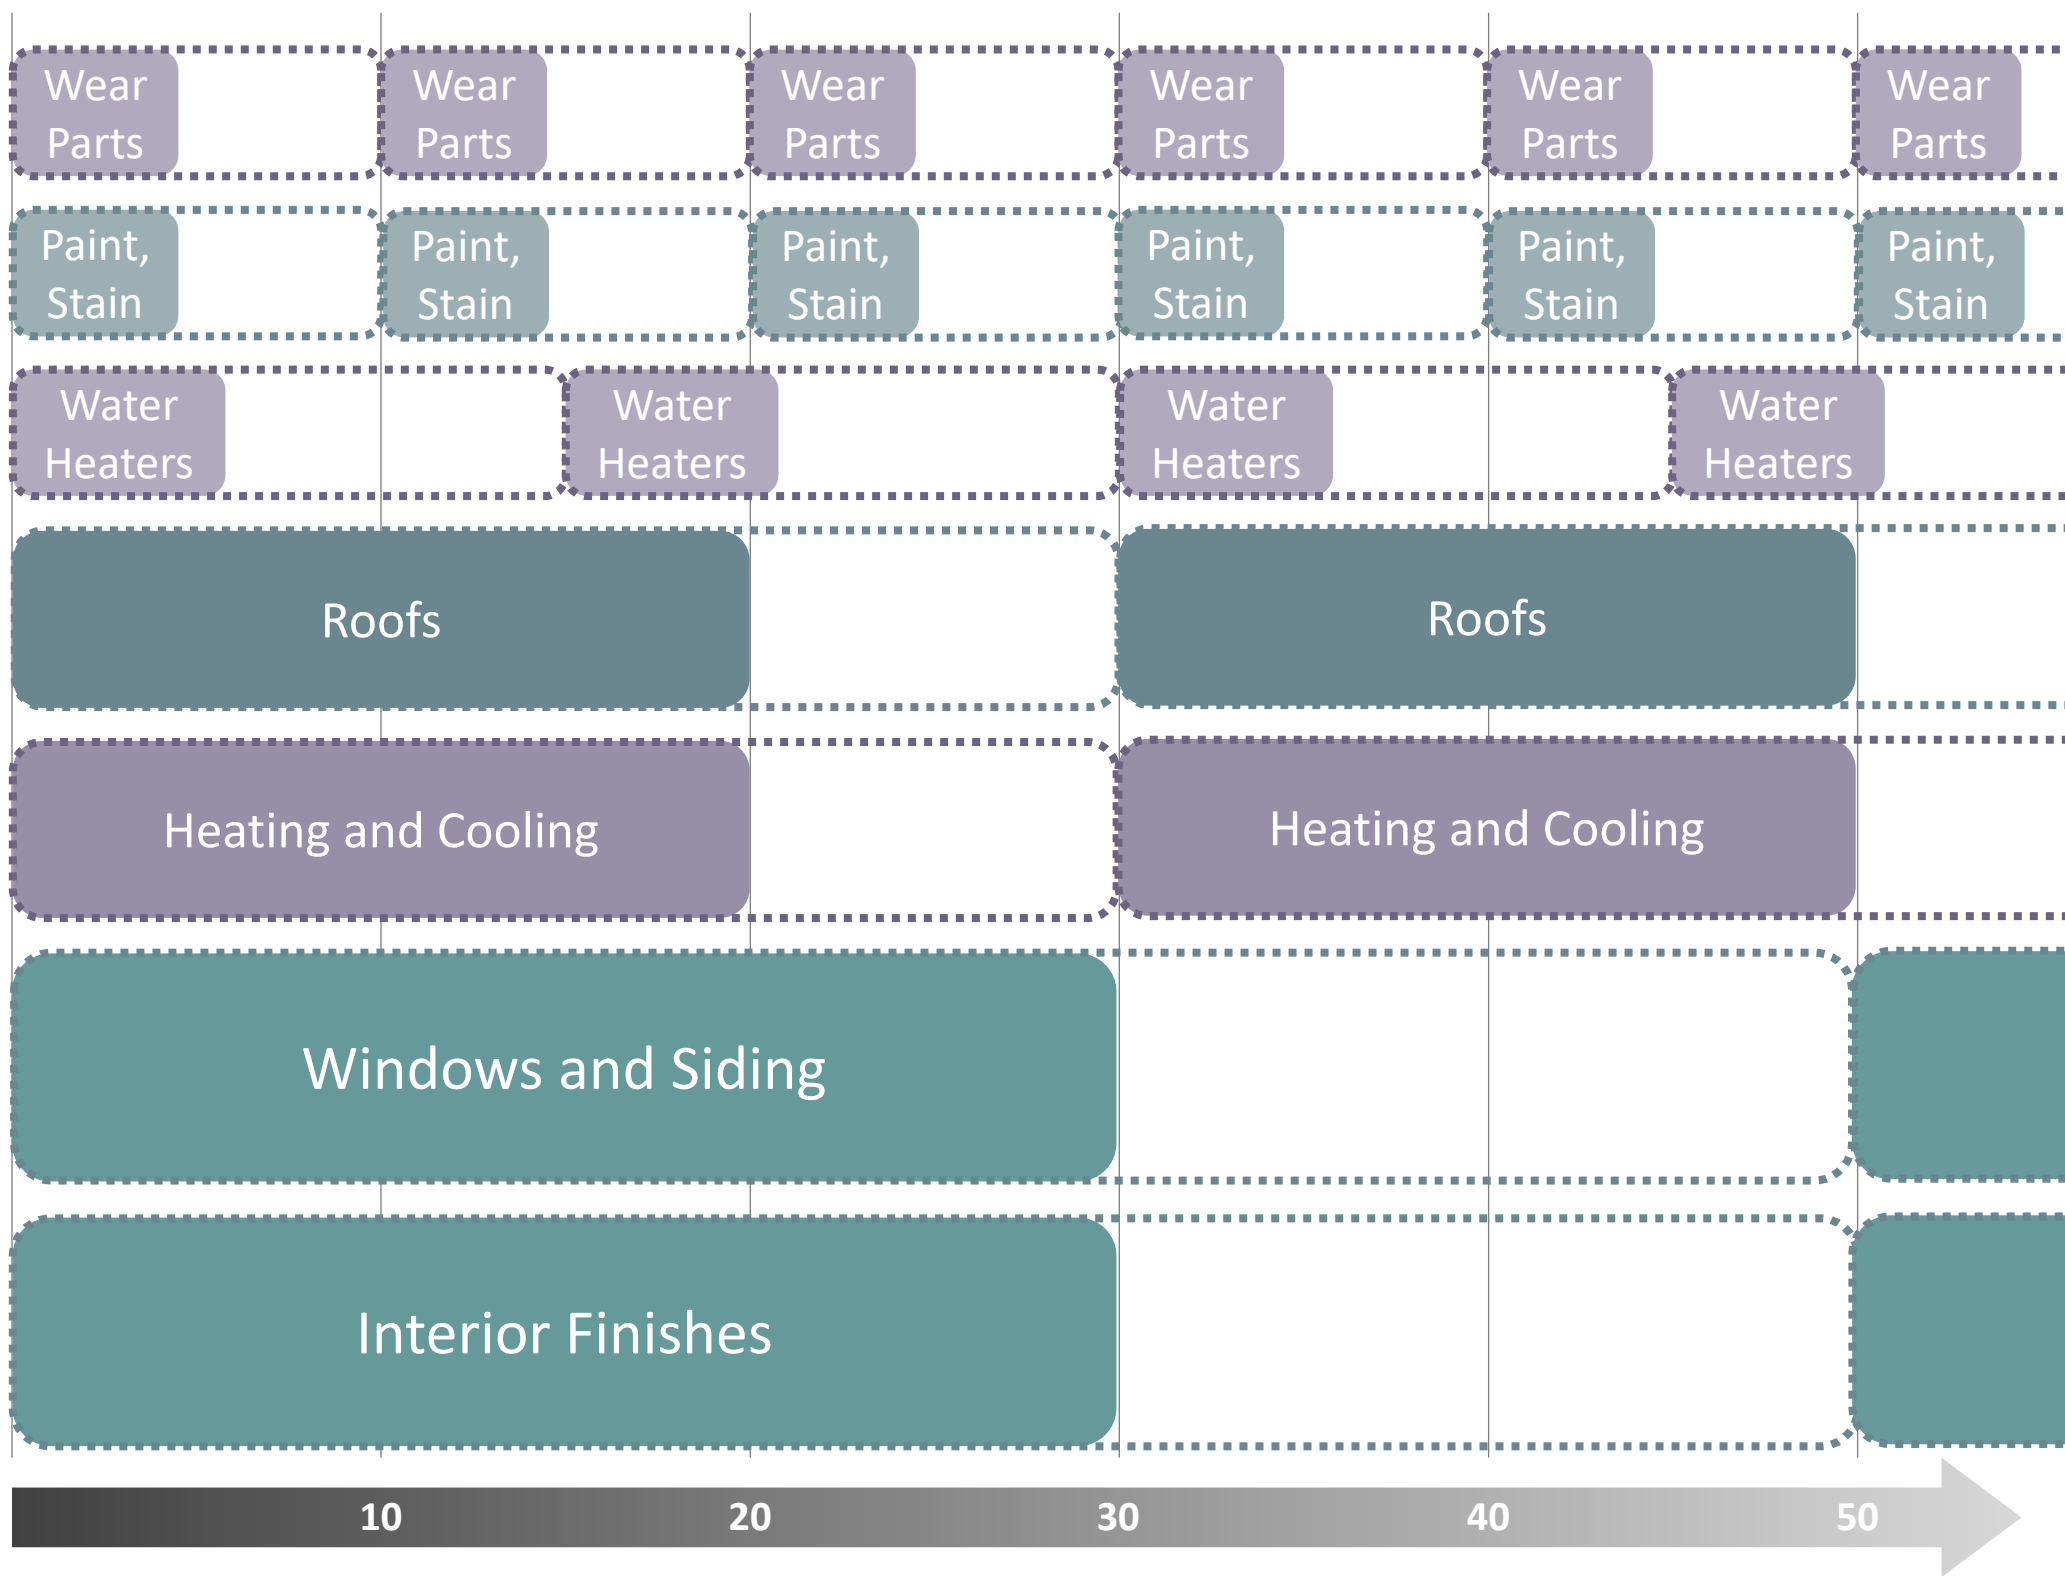 Wear
Parts
Wear
Parts
Wear
Parts
Wear
Parts
Wear
Parts
Wear
Parts
Paint,
Stain
Paint,
Stain
Paint,
Stain
Paint,
Stain
Paint,
Stain
Paint,
Stain
Water
Heaters
Water
Heaters
Water
Heaters
Water
Heaters
Roofs
Roofs
Heating and Cooling
Heating and Cooling
Windows and Siding
Interior Finishes
10
20
30
40
50